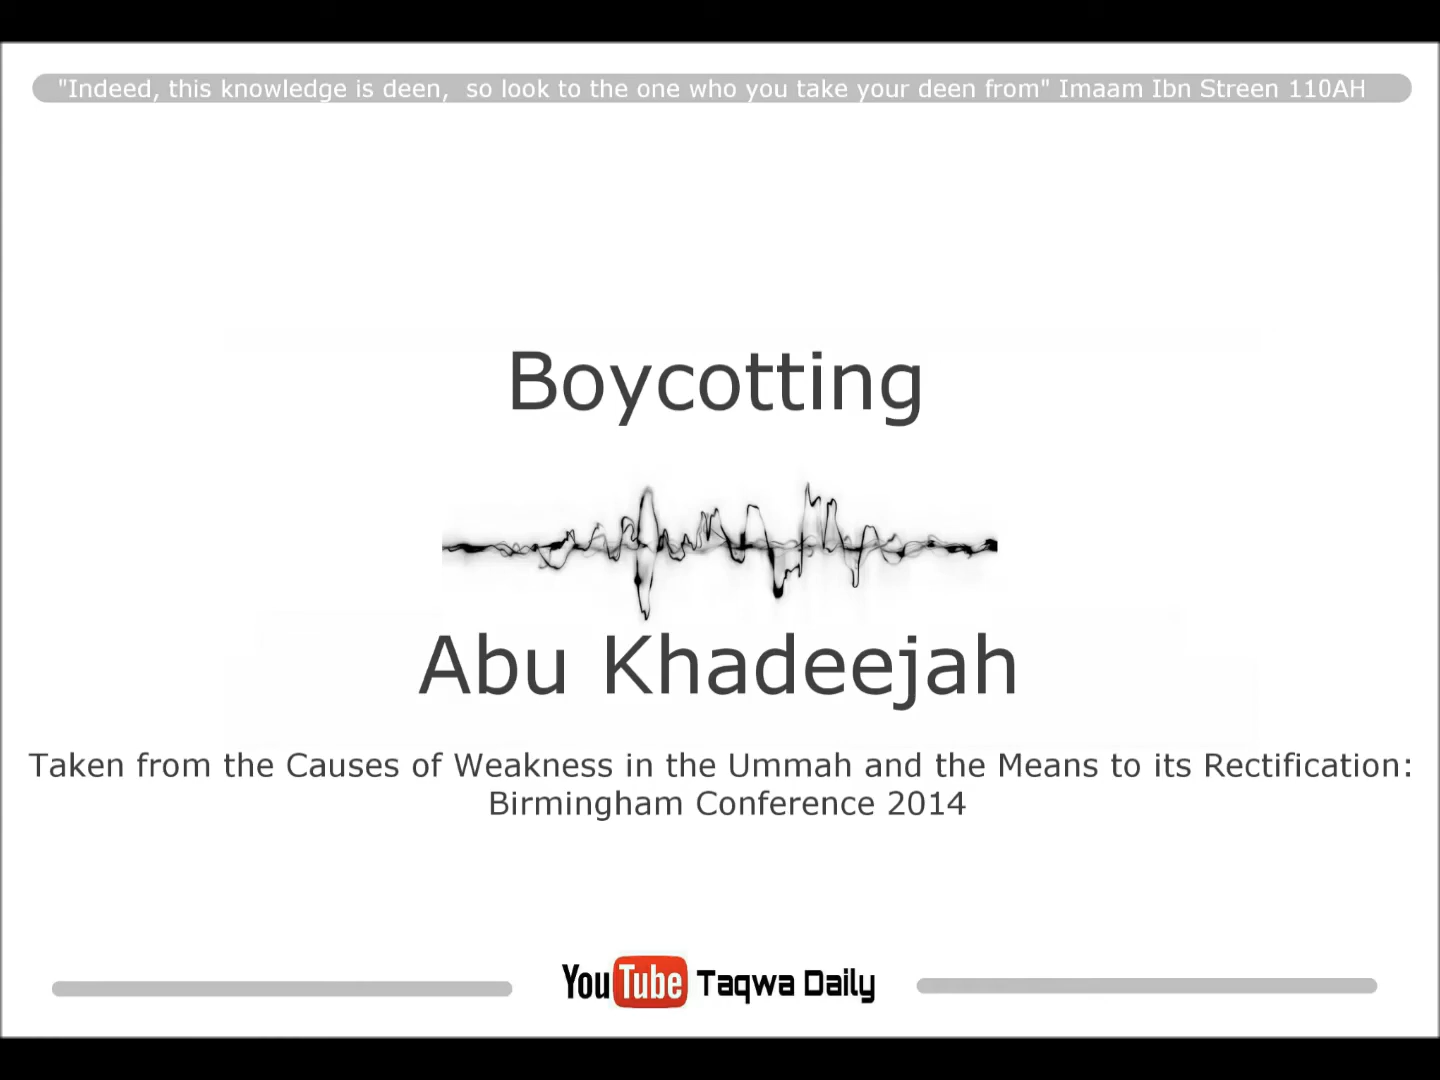 "Indeed, this knowledge is deen,  so look to the one who you take your deen from" Imaam Ibn Streen 110AH
Boycotting
Abu Khadeejah
Taken from the Causes of Weakness in the Ummah and the Means to its Rectification:
Birmingham Conference 2014
YouTube Taqwa Daily